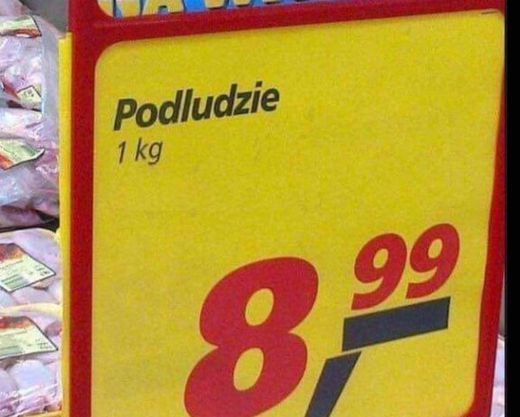 Podludzie
1 kg
8,99